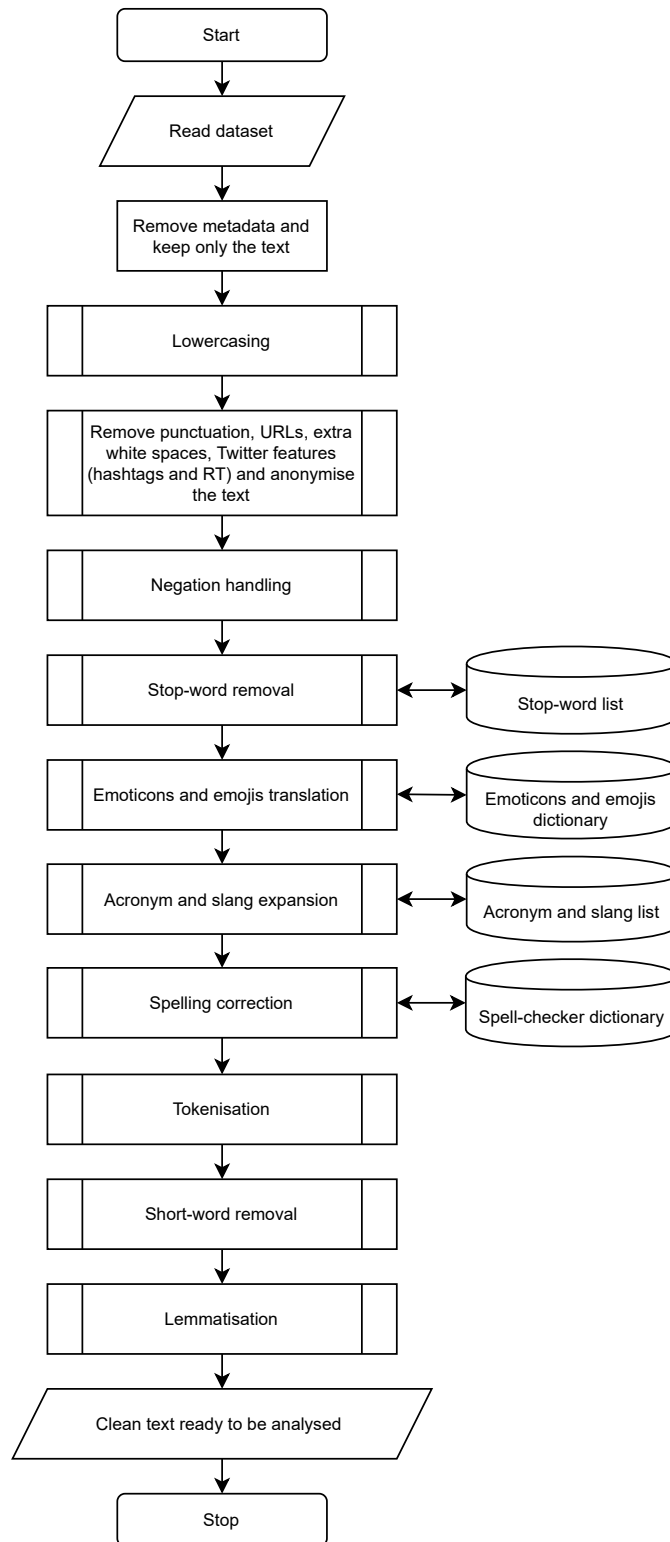 Start
Read dataset
Remove metadata and
keep only the text
Lowercasing
Remove punctuation, URLs, extra
white spaces, Twitter features
(hashtags and RT) and anonymise
the text
Negation handling
Stop-word removal
Stop-word list
Emoticons and emojis translation
Emoticons and emojis
dictionary
Acronym and slang expansion
Acronym and slang list
Spelling correction
Spell-checker dictionary
Tokenisation
Short-word removal
Lemmatisation
Clean text ready to be analysed
Stop